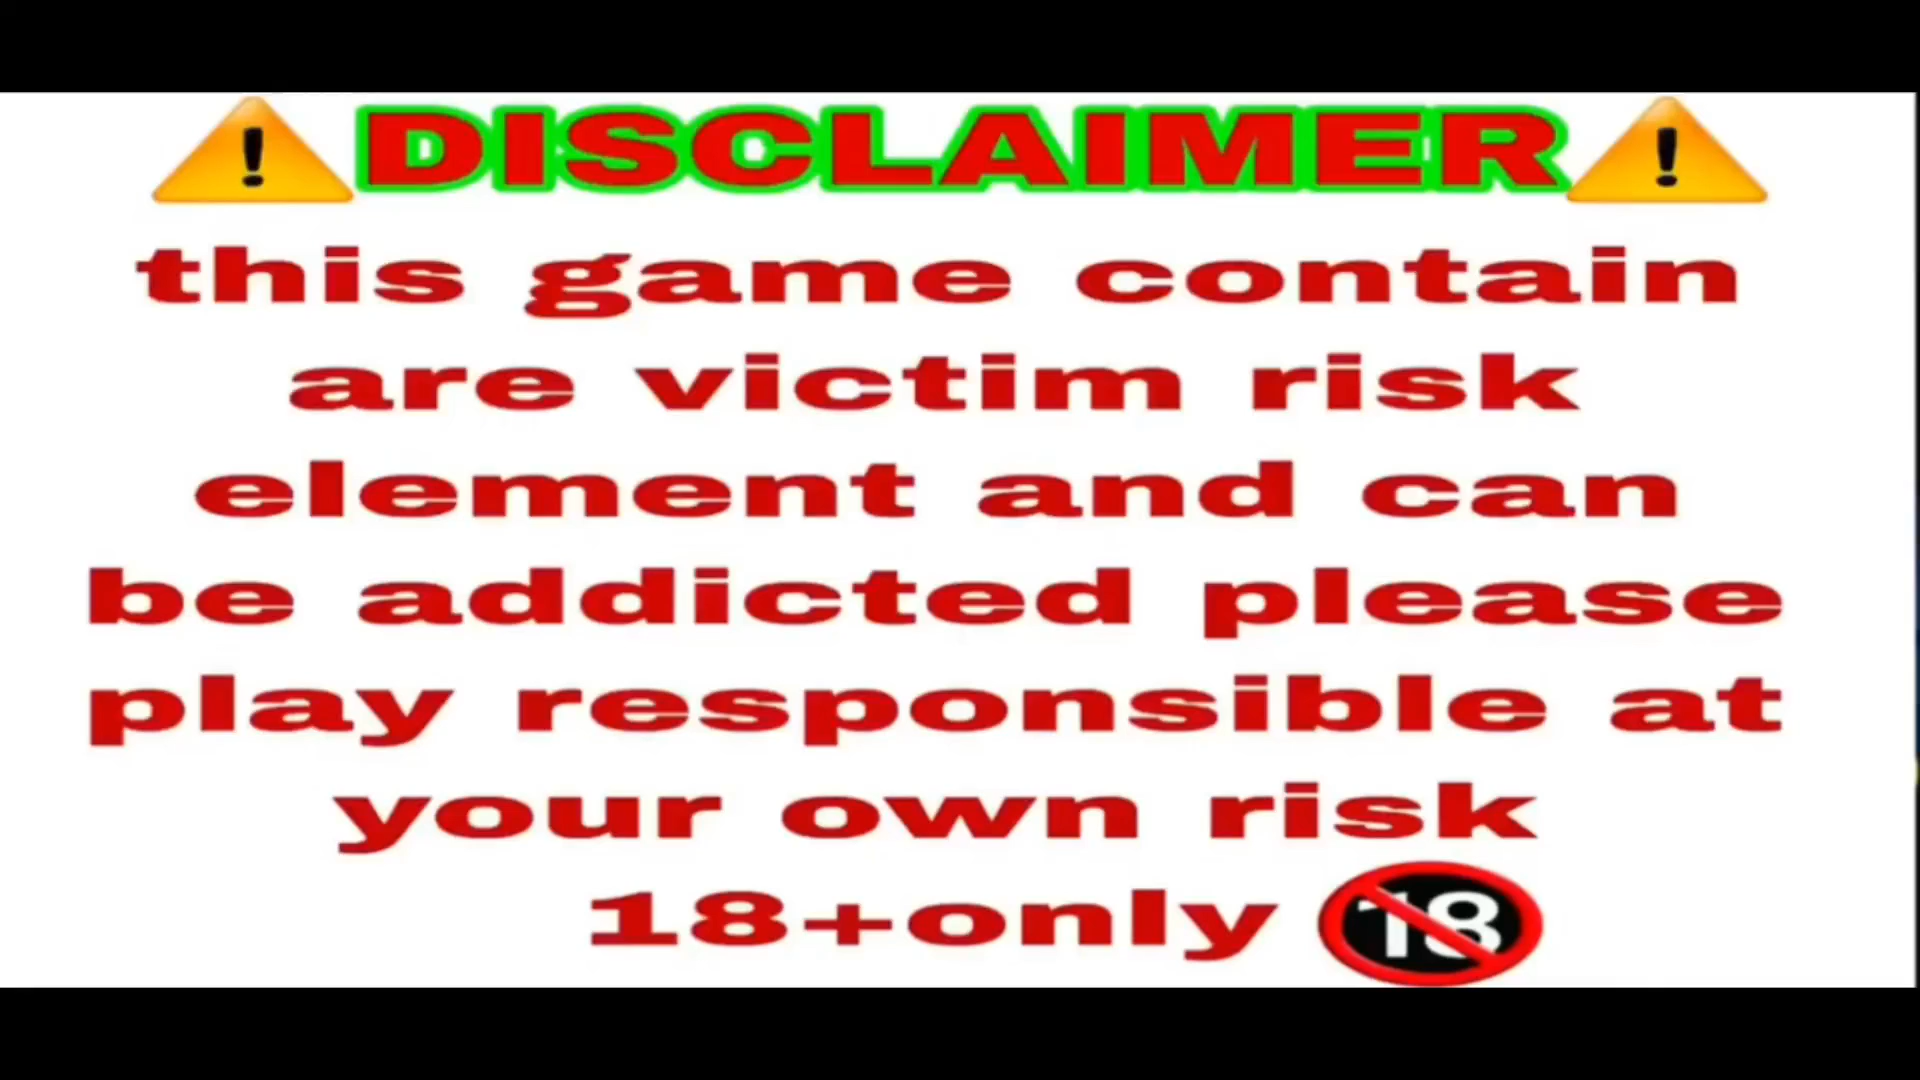 ⚠️DISCLAIMER⚠️
this game contain
are victim risk
element and can
be addicted please
play responsible at
your own risk
18+only 🔞